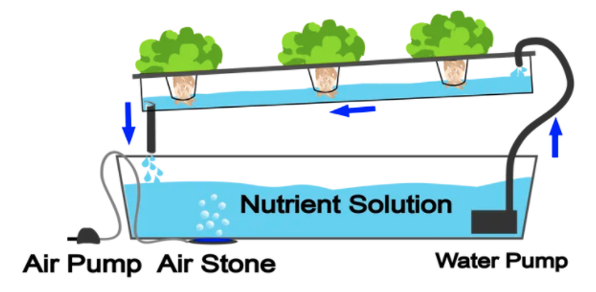 Nutrient Solution
Air Pump
Air Stone
Water Pump